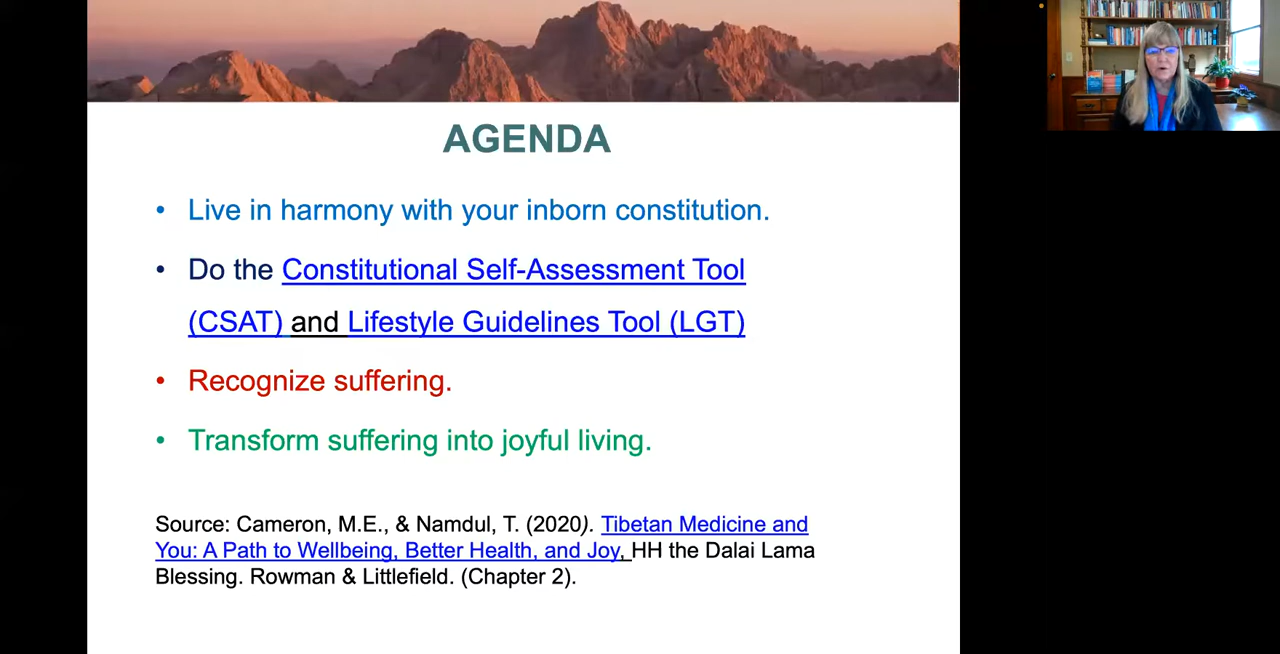 AGENDA
• Live in harmony with your inborn constitution.
• Do the Constitutional Self-Assessment Tool
(CSAT) and Lifestyle Guidelines Tool (LGT)
• Recognize suffering.
• Transform suffering into joyful living.
Source: Cameron, M.E., & Namdul, T. (2020). Tibetan Medicine and
You: A Path to Wellbeing, Better Health, and Joy, HH the Dalai Lama
Blessing. Rowman & Littlefield. (Chapter 2).